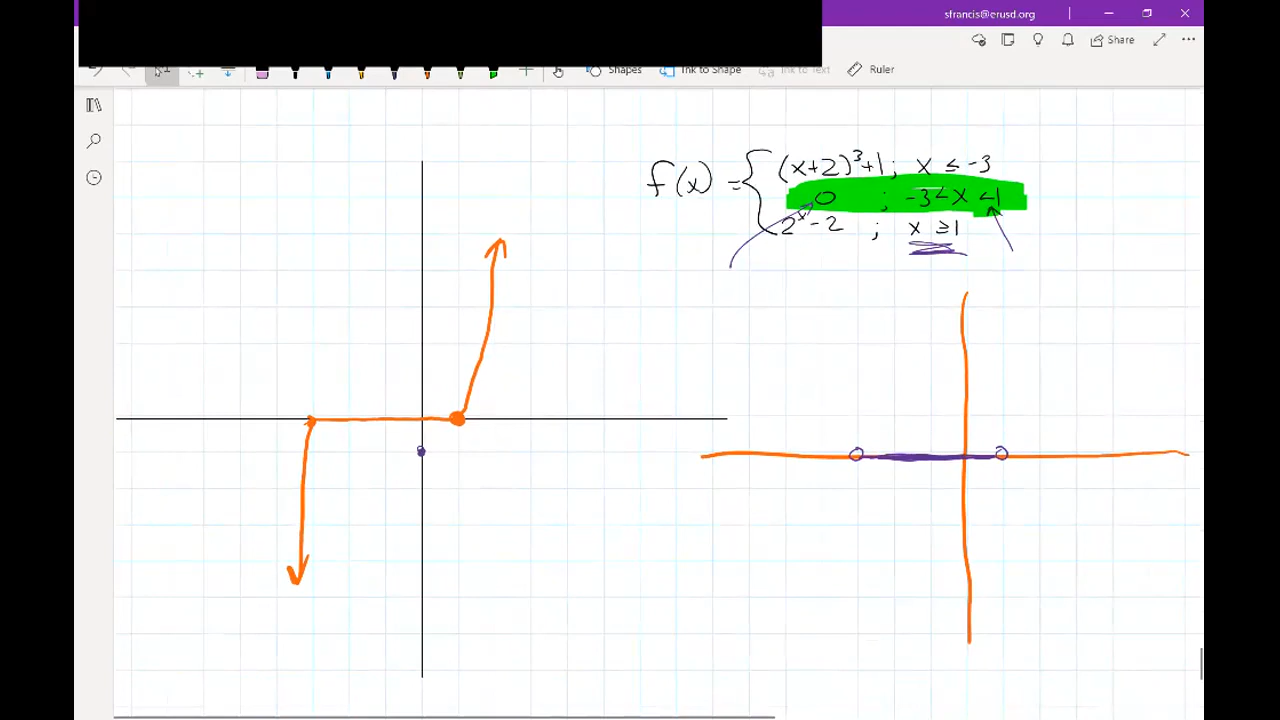 sfrancis@erusd.org
Share
Shapes
Ink to Shape
Ink to Text
Ruler
f(x) = { (x+2)³+1 ; x ≤ -3
0 ; -3<x<1
2ˣ-2 ; x ≥1